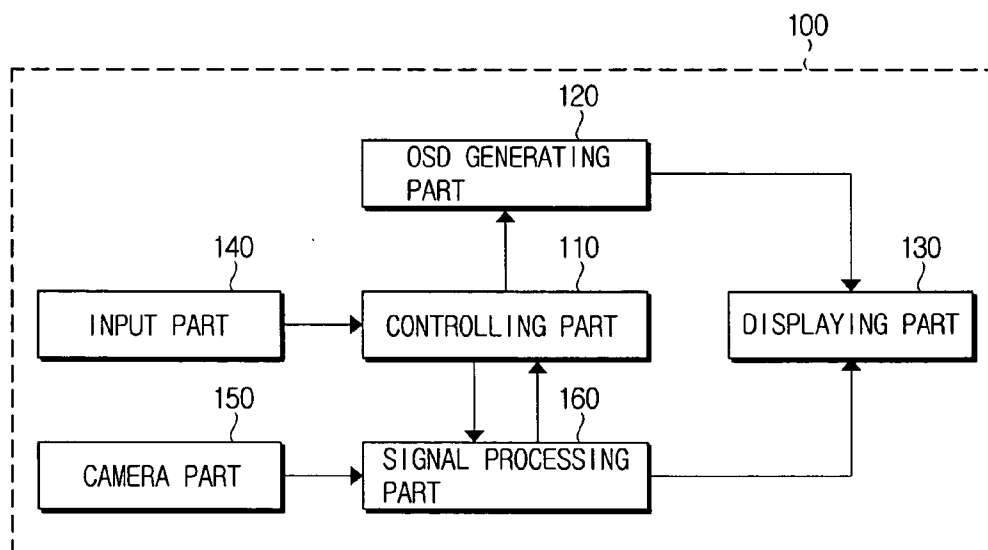 100
120
OSD GENERATING
PART
140
110
130
INPUT PART
CONTROLLING PART
DISPLAYING PART
150
160
CAMERA PART
SIGNAL PROCESSING
PART